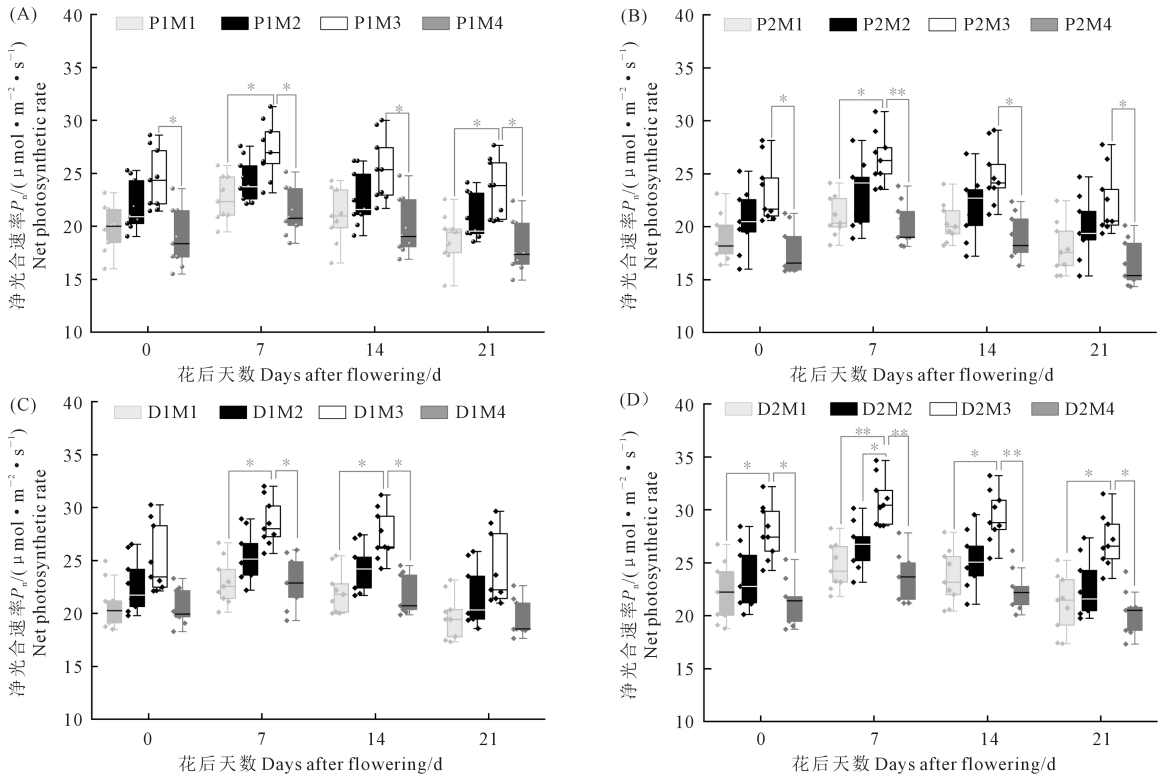 (A)
P1M1 P1M2 P1M3 P1M4
净光合速率Pn/(μmol·m−2·s−1)
Net photosynthetic rate
40
35
30
25
20
15
10
* * * * * *
0 7 14 21
花后天数 Days after flowering/d
(B)
P2M1 P2M2 P2M3 P2M4
净光合速率Pn/(μmol·m−2·s−1)
Net photosynthetic rate
40
35
30
25
20
15
10
* * ** * *
0 7 14 21
花后天数 Days after flowering/d
(C)
D1M1 D1M2 D1M3 D1M4
净光合速率Pn/(μmol·m−2·s−1)
Net photosynthetic rate
40
35
30
25
20
15
10
* * * *
0 7 14 21
花后天数 Days after flowering/d
(D)
D2M1 D2M2 D2M3 D2M4
净光合速率Pn/(μmol·m−2·s−1)
Net photosynthetic rate
40
35
30
25
20
15
10
* * ** * ** * ** * *
0 7 14 21
花后天数 Days after flowering/d